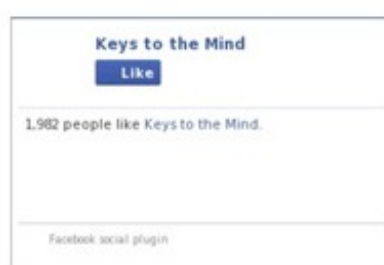 Keys to the Mind
Like
1,982 people like Keys to the Mind.
Facebook social plugin